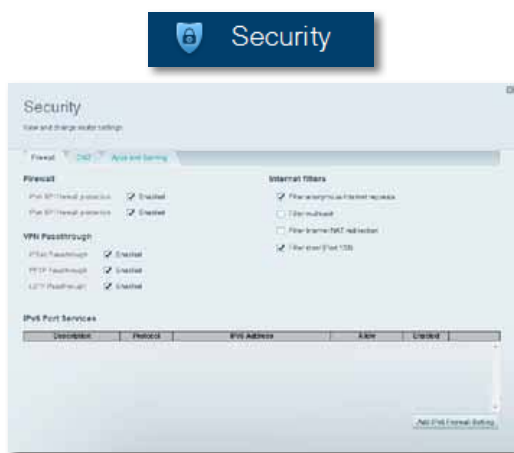 Security
Security
View and change router settings
Firewall DMZ Apps and Gaming
Firewall
IPv6 SPI firewall protection Enabled
IPv4 SPI firewall protection Enabled
VPN Passthrough
IPSec Passthrough Enabled
PPTP Passthrough Enabled
L2TP Passthrough Enabled
Internet filters
Filter anonymous Internet requests
Filter multicast
Filter Internet NAT redirection
Filter ident (Port 113)
IPv6 Port Services
Description Protocol IPv6 Address Allow Enabled
Add IPv6 Firewall Setting